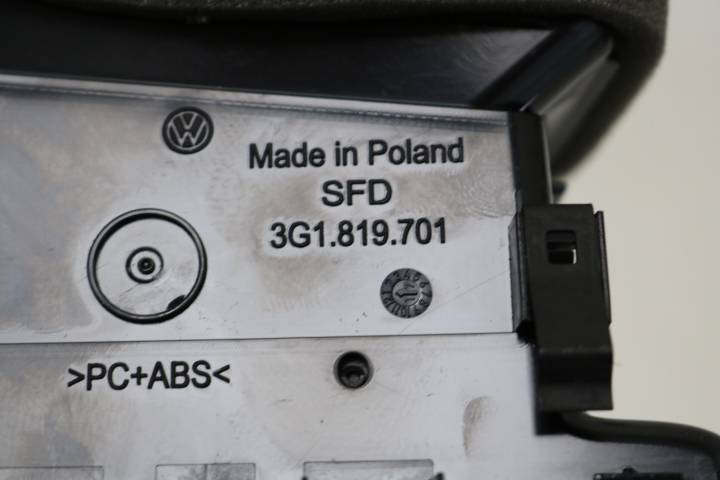 Made in Poland
SFD
3G1.819.701
>PC+ABS<